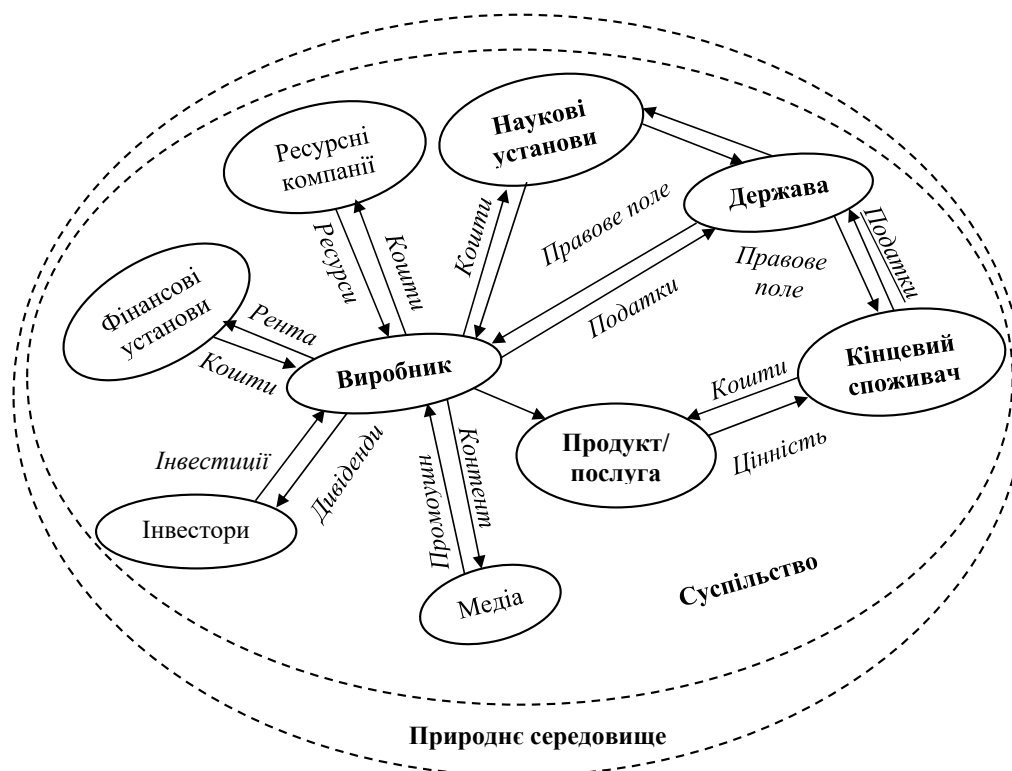 Наукові
установи
Ресурсні
компанії
Держава
Правове поле
Податки
Кошти
Кошти
Ресурси
Правове
поле
Податки
Фінансові
установи
Рента
Кошти
Виробник
Кінцевий
споживач
Кошти
Цінність
Продукт/
послуга
Інвестиції
Дивіденди
Промоушнт
Контент
Інвестори
Медіа
Суспільство
Природнє середовище